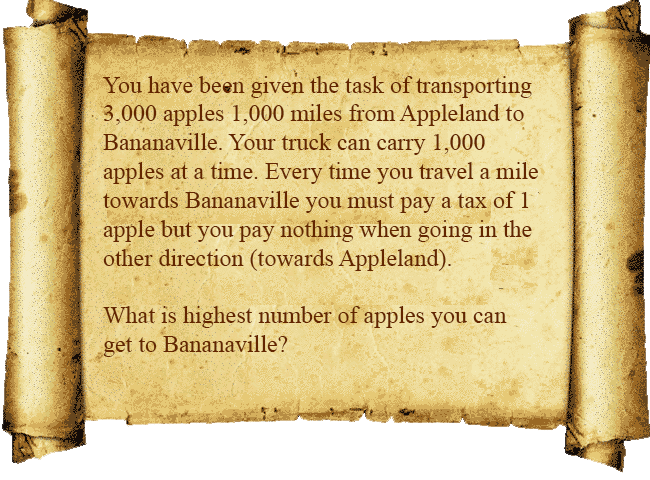 You have been given the task of transporting
3,000 apples 1,000 miles from Appleland to
Bananaville. Your truck can carry 1,000
apples at a time. Every time you travel a mile
towards Bananaville you must pay a tax of 1
apple but you pay nothing when going in the
other direction (towards Appleland).
What is highest number of apples you can
get to Bananaville?